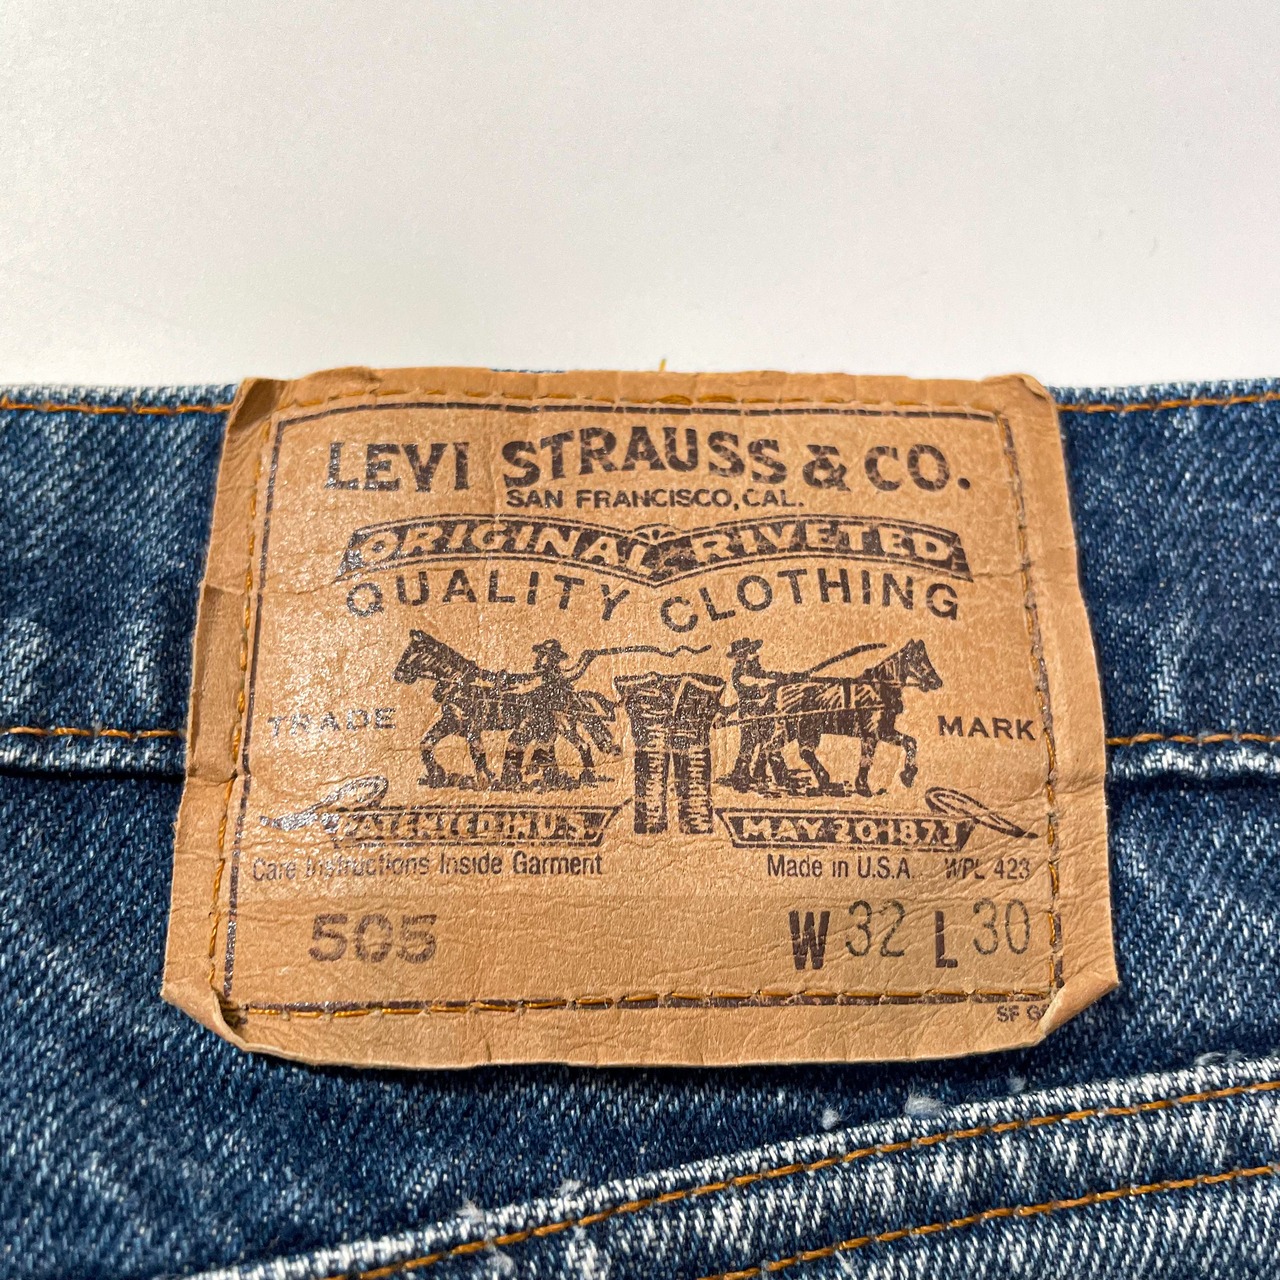 LEVI STRAUSS & CO.
SAN FRANCISCO, CAL.
ORIGINAL RIVETED
QUALITY CLOTHING
TRADE MARK
PATENTED IN U.S. MAY 20 1873
Care Instructions Inside Garment Made in U.S.A. WPL 423
505 W 32 L 30
SF